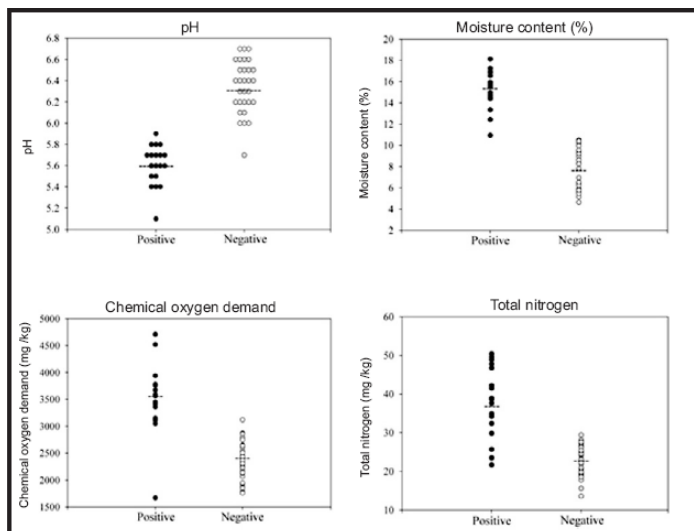 pH
pH
6.8
6.6
6.4
6.2
6.0
5.8
5.6
5.4
5.2
5.0
Positive
Negative
Moisture content (%)
Moisture content (%)
20
18
16
14
12
10
8
6
4
2
Positive
Negative
Chemical oxygen demand
Chemical oxygen demand (mg /kg)
5000
4500
4000
3500
3000
2500
2000
1500
Positive
Negative
Total nitrogen
Total nitrogen (mg /kg)
60
50
40
30
20
10
Positive
Negative